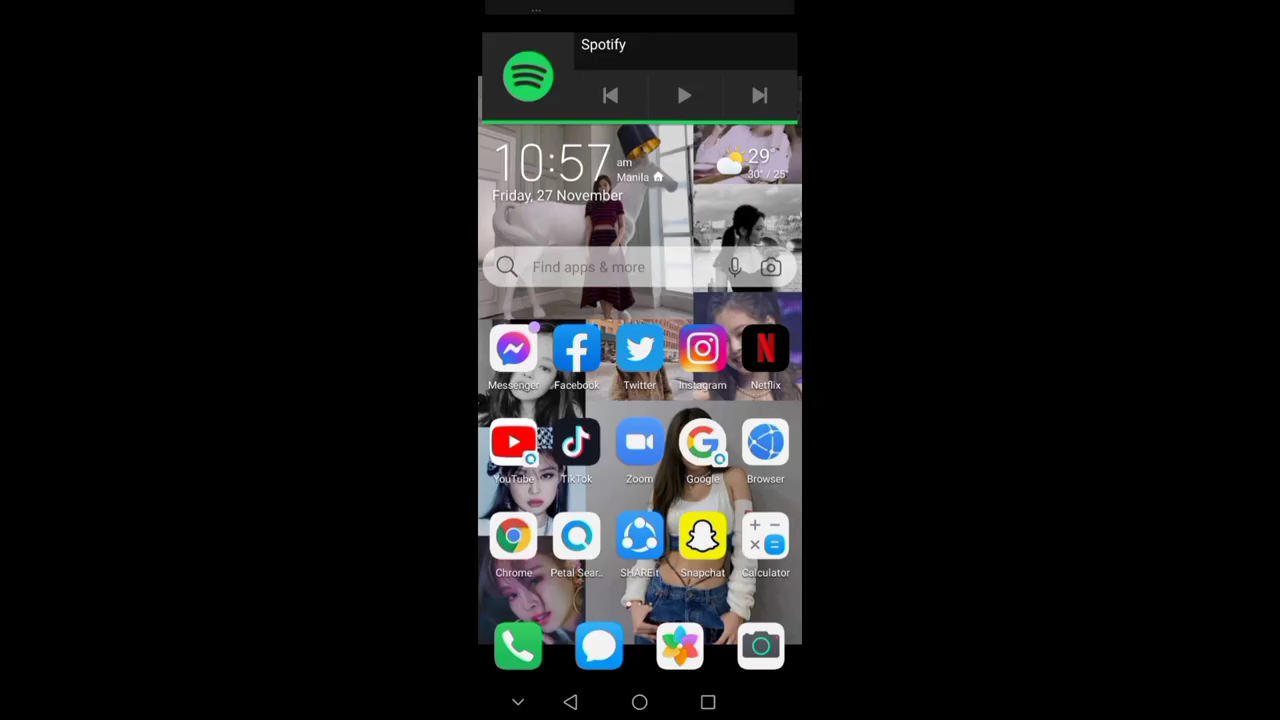 ...
Spotify
10:57 am
Manila
Friday, 27 November
29°
30° / 25°
Find apps & more
Messenger Facebook Twitter Instagram Netflix
YouTube TikTok Zoom Google Browser
Chrome Petal Sear... SHAREit Snapchat Calculator